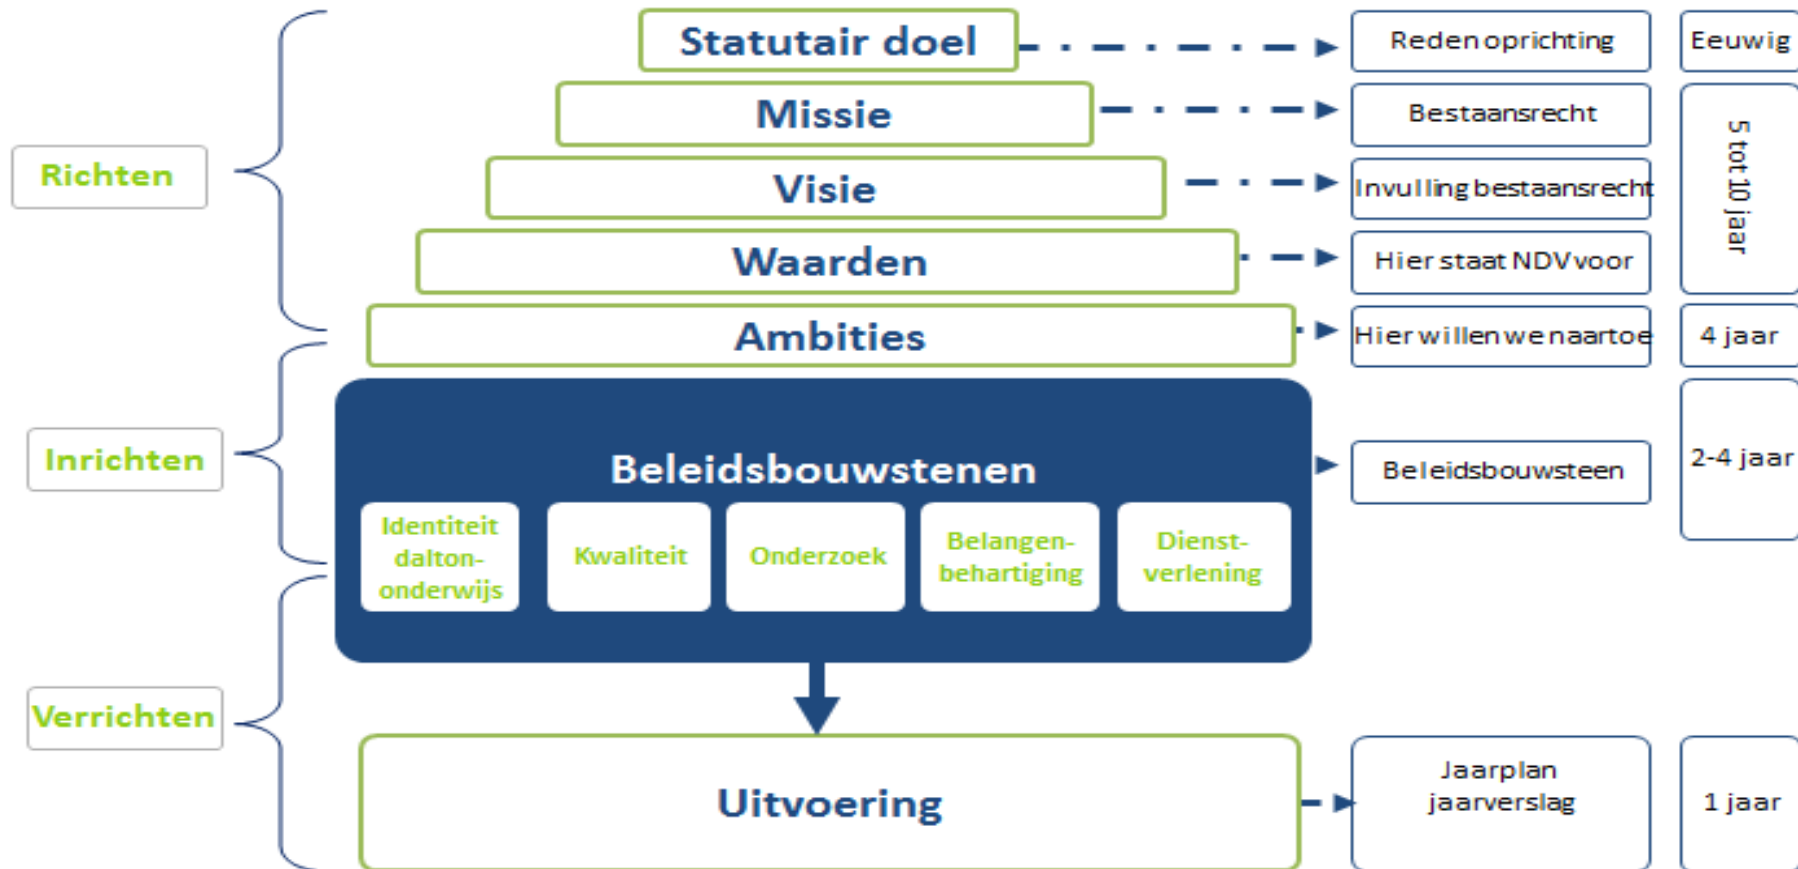 Statutair doel
Reden oprichting
Eeuwig
Missie
Bestaansrecht
5 tot 10 jaar
Richten
Visie
Invulling bestaansrecht
Waarden
Hier staat NDV voor
Ambities
Hier willen we naartoe
4 jaar
Inrichten
Beleidsbouwstenen
Beleidsbouwsteen
2-4 jaar
Identiteit
dalton-
onderwijs
Kwaliteit
Onderzoek
Belangen-
behartiging
Dienst-
verlening
Verrichten
Uitvoering
Jaarplan
jaarverslag
1 jaar